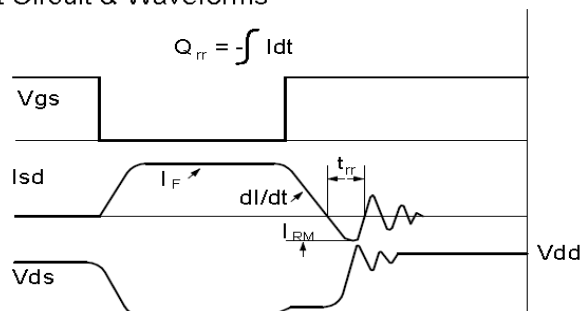 Circuit & Waveforms
Q rr = -∫ Idt
Vgs
Isd
I F
dI/dt
t rr
I RM
Vds
Vdd